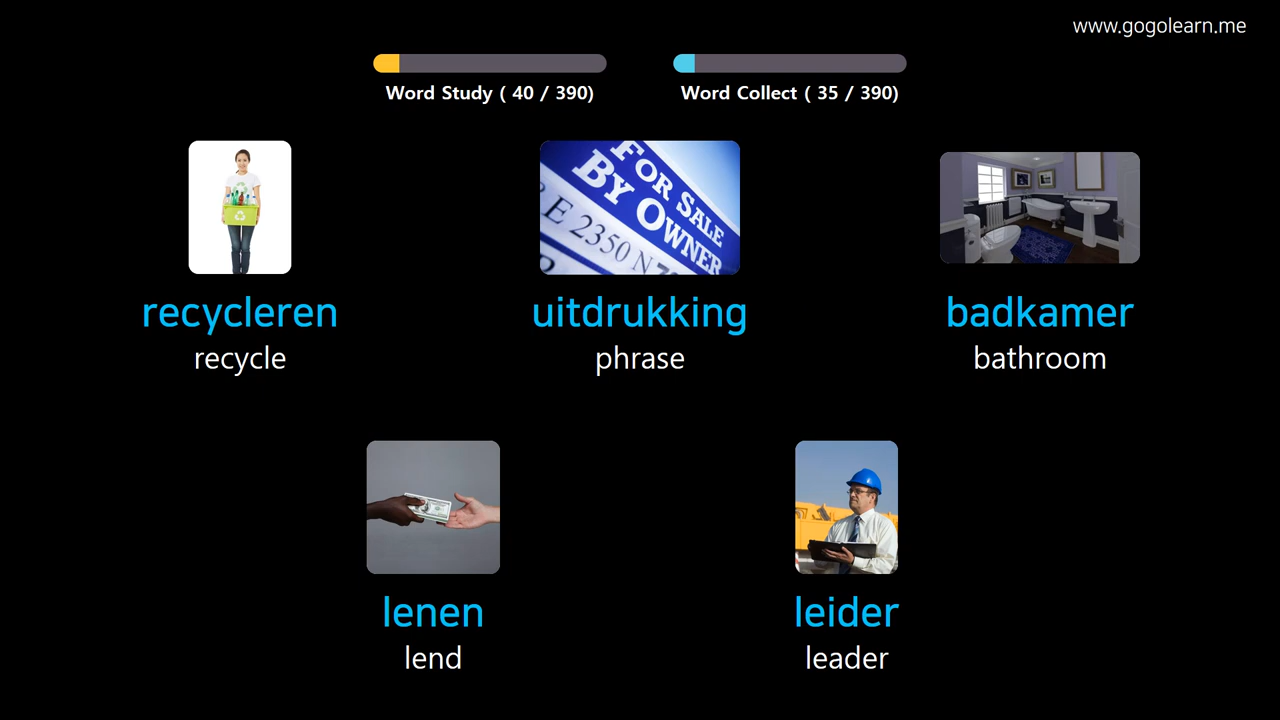 www.gogolearn.me
Word Study ( 40 / 390)
Word Collect ( 35 / 390)
FOR SALE
BY OWNER
E 2350 N
recycleren
recycle
uitdrukking
phrase
badkamer
bathroom
lenen
lend
leider
leader